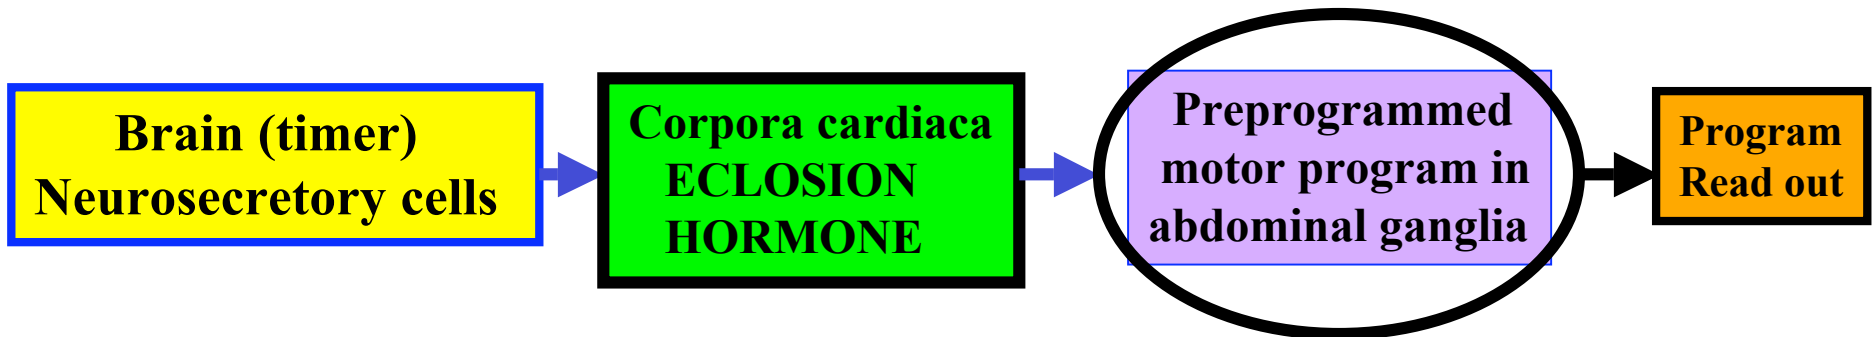 Brain (timer)
Neurosecretory cells
Corpora cardiaca
ECLOSION
HORMONE
Preprogrammed
motor program in
abdominal ganglia
Program
Read out